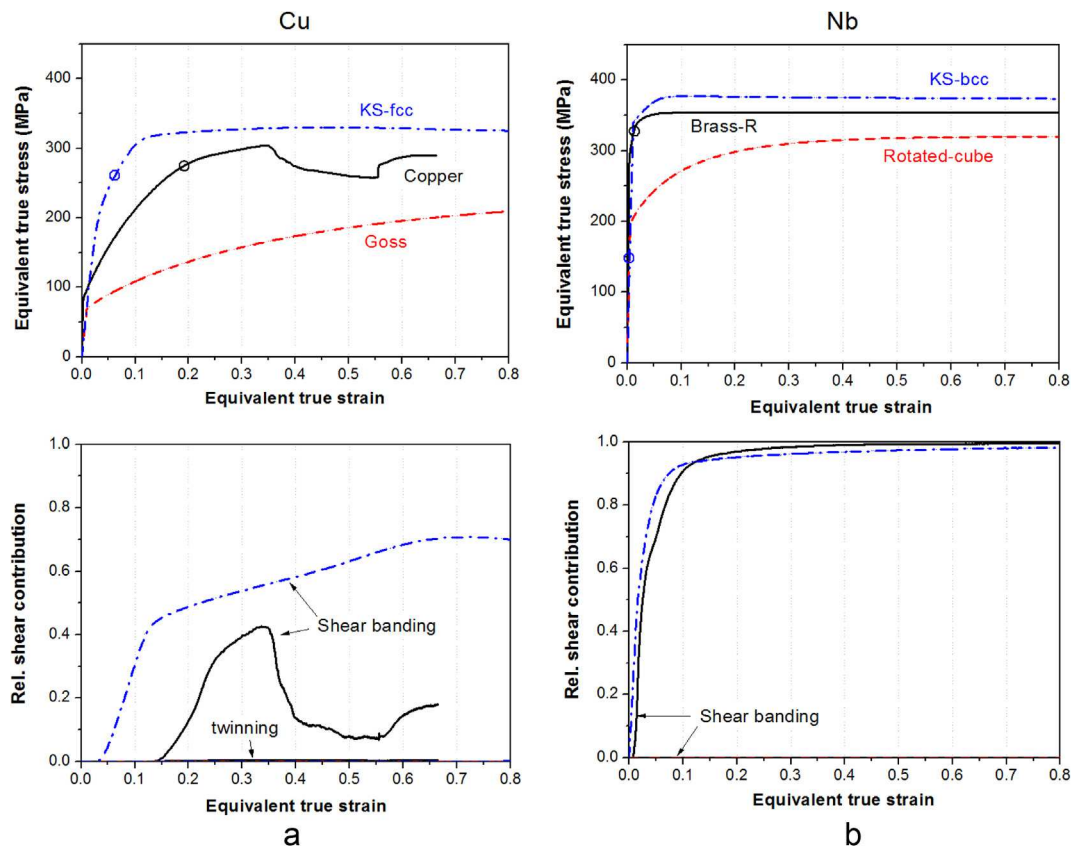 Cu
Equivalent true stress (MPa)
400
300
200
100
0
KS-fcc
Copper
Goss
0.0 0.1 0.2 0.3 0.4 0.5 0.6 0.7 0.8
Equivalent true strain
Nb
Equivalent true stress (MPa)
400
300
200
100
0
KS-bcc
Brass-R
Rotated-cube
0.0 0.1 0.2 0.3 0.4 0.5 0.6 0.7 0.8
Equivalent true strain
Rel. shear contribution
1.0
0.8
0.6
0.4
0.2
0.0
Shear banding
twinning
0.0 0.1 0.2 0.3 0.4 0.5 0.6 0.7 0.8
Equivalent true strain
a
Rel. shear contribution
1.0
0.8
0.6
0.4
0.2
0.0
Shear banding
0.0 0.1 0.2 0.3 0.4 0.5 0.6 0.7 0.8
Equivalent true strain
b